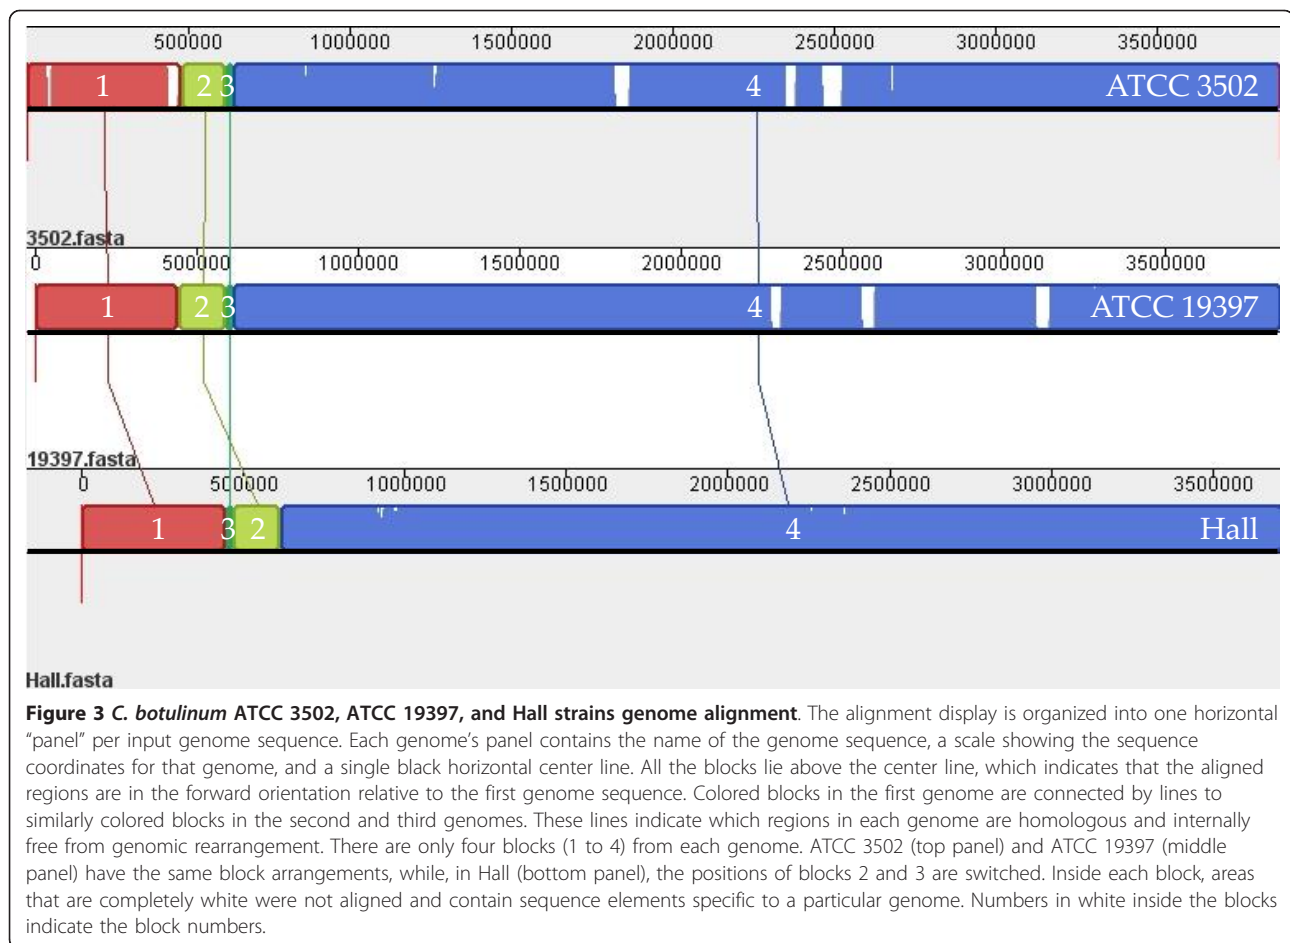 500000 1000000 1500000 2000000 2500000 3000000 3500000
1 2 3 4 ATCC 3502
3502.fasta
0 500000 1000000 1500000 2000000 2500000 3000000 3500000
1 2 3 4 ATCC 19397
19397.fasta
0 500000 1000000 1500000 2000000 2500000 3000000 3500000
1 3 2 4 Hall
Hall.fasta
Figure 3 C. botulinum ATCC 3502, ATCC 19397, and Hall strains genome alignment. The alignment display is organized into one horizontal
"panel" per input genome sequence. Each genome's panel contains the name of the genome sequence, a scale showing the sequence
coordinates for that genome, and a single black horizontal center line. All the blocks lie above the center line, which indicates that the aligned
regions are in the forward orientation relative to the first genome sequence. Colored blocks in the first genome are connected by lines to
similarly colored blocks in the second and third genomes. These lines indicate which regions in each genome are homologous and internally
free from genomic rearrangement. There are only four blocks (1 to 4) from each genome. ATCC 3502 (top panel) and ATCC 19397 (middle
panel) have the same block arrangements, while, in Hall (bottom panel), the positions of blocks 2 and 3 are switched. Inside each block, areas
that are completely white were not aligned and contain sequence elements specific to a particular genome. Numbers in white inside the blocks
indicate the block numbers.